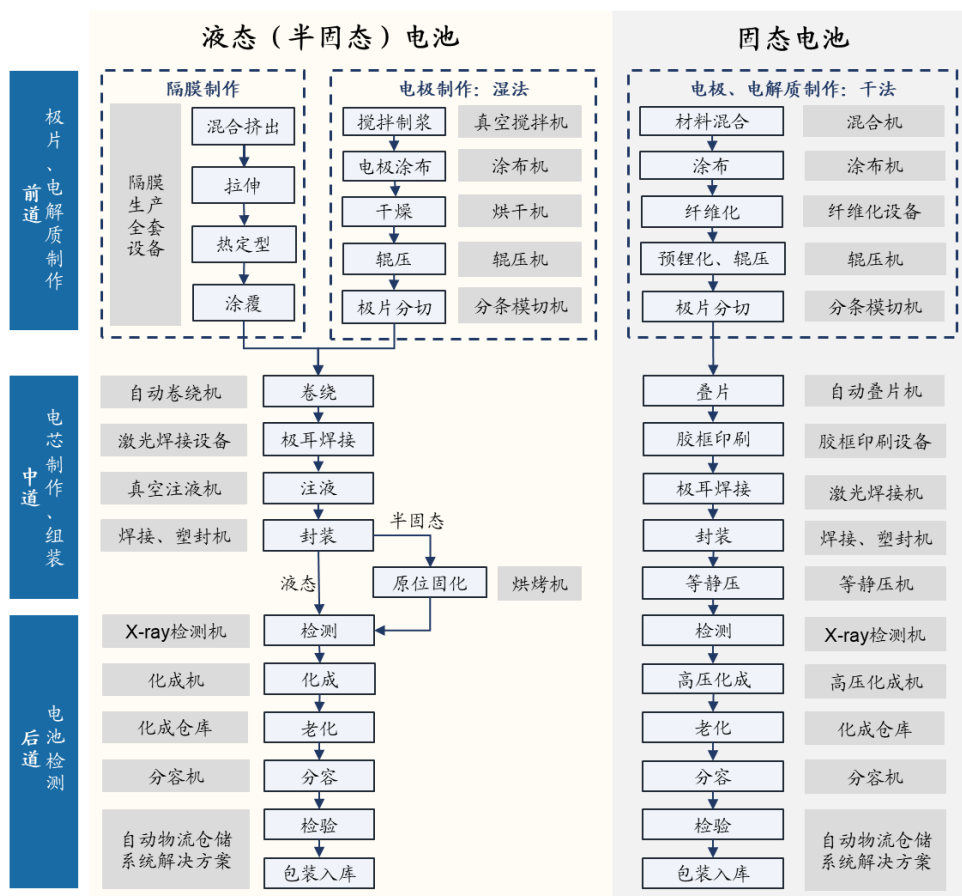 液态（半固态）电池
固态电池
前道
极片、电解质制作
隔膜制作
隔膜
生产
全套
设备
混合挤出
拉伸
热定型
涂覆
电极制作：湿法
搅拌制浆
真空搅拌机
电极涂布
涂布机
干燥
烘干机
辊压
辊压机
极片分切
分条模切机
电极、电解质制作：干法
材料混合
混合机
涂布
涂布机
纤维化
纤维化设备
预锂化、辊压
辊压机
极片分切
分条模切机
中道
电芯制作、组装
自动卷绕机
卷绕
激光焊接设备
极耳焊接
真空注液机
注液
焊接、塑封机
封装
半固态
液态
原位固化
烘烤机
叠片
自动叠片机
胶框印刷
胶框印刷设备
极耳焊接
激光焊接机
封装
焊接、塑封机
等静压
等静压机
后道
电池检测
X-ray检测机
检测
化成机
化成
化成仓库
老化
分容机
分容
自动物流仓储
系统解决方案
检验
包装入库
检测
X-ray检测机
高压化成
高压化成机
老化
化成仓库
分容
分容机
检验
包装入库
自动物流仓储
系统解决方案